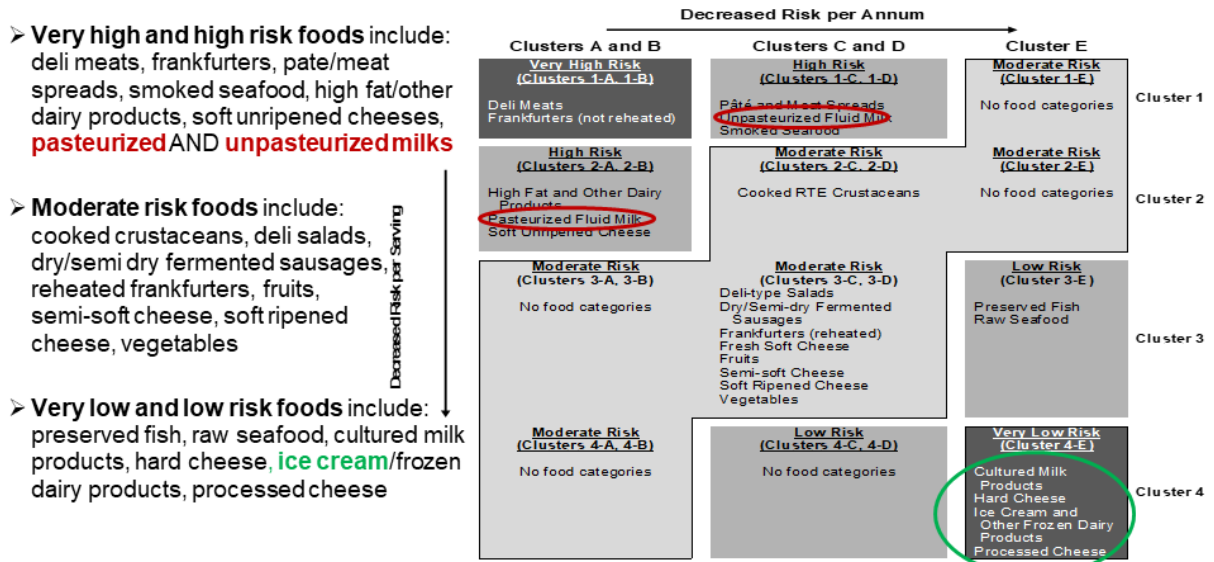 ➢ Very high and high risk foods include:
deli meats, frankfurters, pate/meat
spreads, smoked seafood, high fat/other
dairy products, soft unripened cheeses,
pasteurized AND unpasteurized milks
➢ Moderate risk foods include:
cooked crustaceans, deli salads,
dry/semi dry fermented sausages,
reheated frankfurters, fruits,
semi-soft cheese, soft ripened
cheese, vegetables
➢ Very low and low risk foods include:
preserved fish, raw seafood, cultured milk
products, hard cheese, ice cream/frozen
dairy products, processed cheese
Decreased Risk per Serving
Decreased Risk per Annum
Clusters A and B
Clusters C and D
Cluster E
Very High Risk
(Clusters 1-A, 1-B)
Deli Meats
Frankfurters (not reheated)
High Risk
(Clusters 1-C, 1-D)
Pâté and Meat Spreads
Unpasteurized Fluid Milk
Smoked Seafood
Moderate Risk
(Cluster 1-E)
No food categories
Cluster 1
High Risk
(Clusters 2-A, 2-B)
High Fat and Other Dairy
Products
Pasteurized Fluid Milk
Soft Unripened Cheese
Moderate Risk
(Clusters 2-C, 2-D)
Cooked RTE Crustaceans
Moderate Risk
(Cluster 2-E)
No food categories
Cluster 2
Moderate Risk
(Clusters 3-A, 3-B)
No food categories
Moderate Risk
(Clusters 3-C, 3-D)
Deli-type Salads
Dry/Semi-dry Fermented
Sausages
Frankfurters (reheated)
Fresh Soft Cheese
Fruits
Semi-soft Cheese
Soft Ripened Cheese
Vegetables
Low Risk
(Cluster 3-E)
Preserved Fish
Raw Seafood
Cluster 3
Moderate Risk
(Clusters 4-A, 4-B)
No food categories
Low Risk
(Clusters 4-C, 4-D)
No food categories
Very Low Risk
(Cluster 4-E)
Cultured Milk
Products
Hard Cheese
Ice Cream and
Other Frozen Dairy
Products
Processed Cheese
Cluster 4